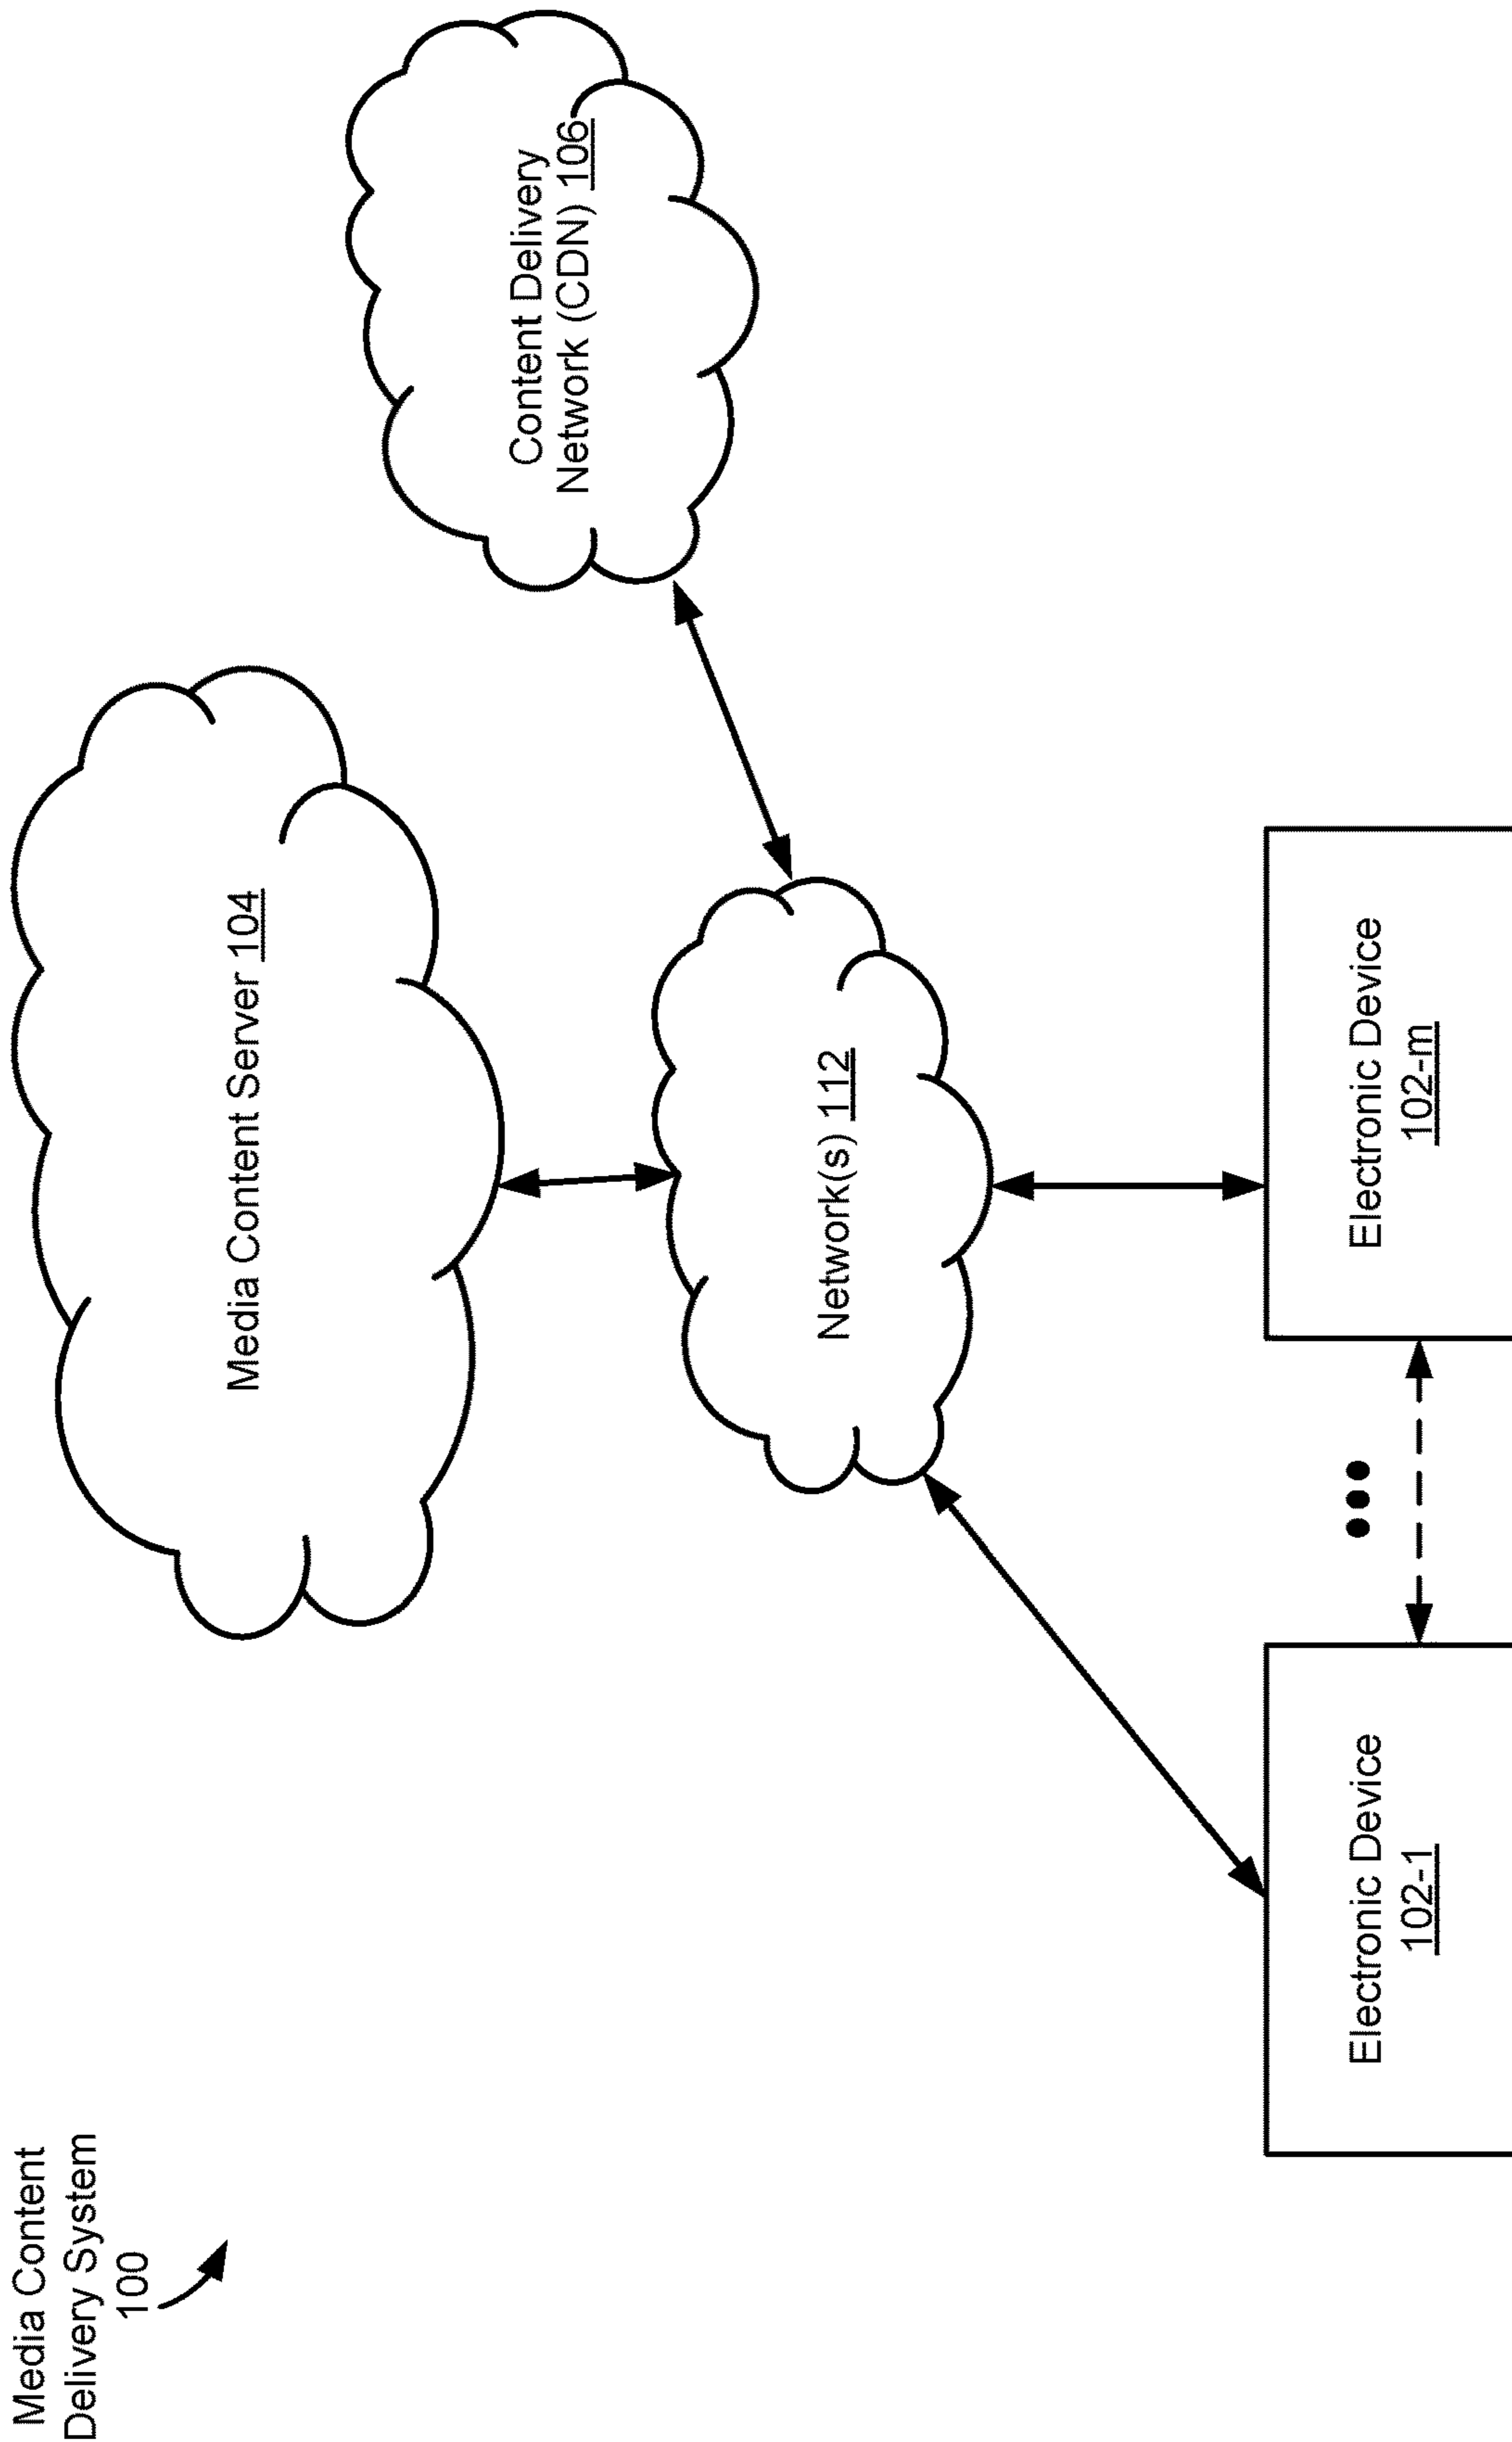 Media Content
Delivery System
100
Media Content Server 104
Content Delivery
Network (CDN) 106
Network(s) 112
Electronic Device
102-1
Electronic Device
102-m